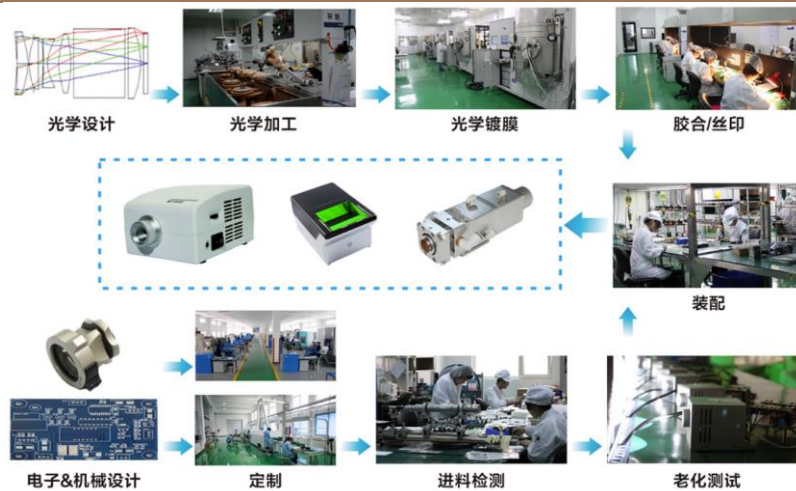 光学设计
光学加工
光学镀膜
胶合/丝印
装配
电子&机械设计
定制
进料检测
老化测试